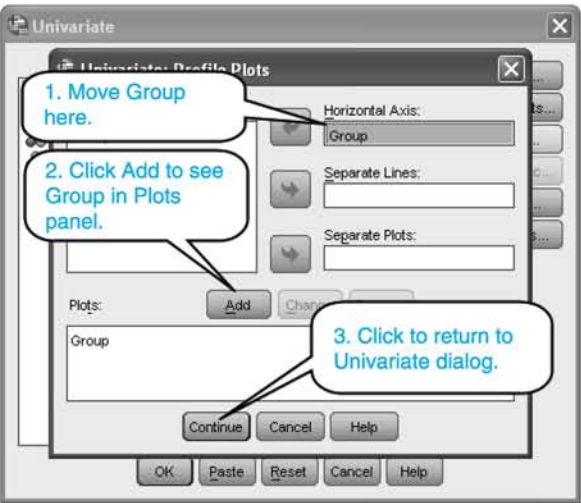 Univariate
Univariate: Profile Plots
1. Move Group
here.
Horizontal Axis:
Group
2. Click Add to see
Group in Plots
panel.
Separate Lines:
Separate Plots:
Plots:
Add
Group
3. Click to return to
Univariate dialog.
Continue
Cancel
Help
OK
Paste
Reset
Cancel
Help